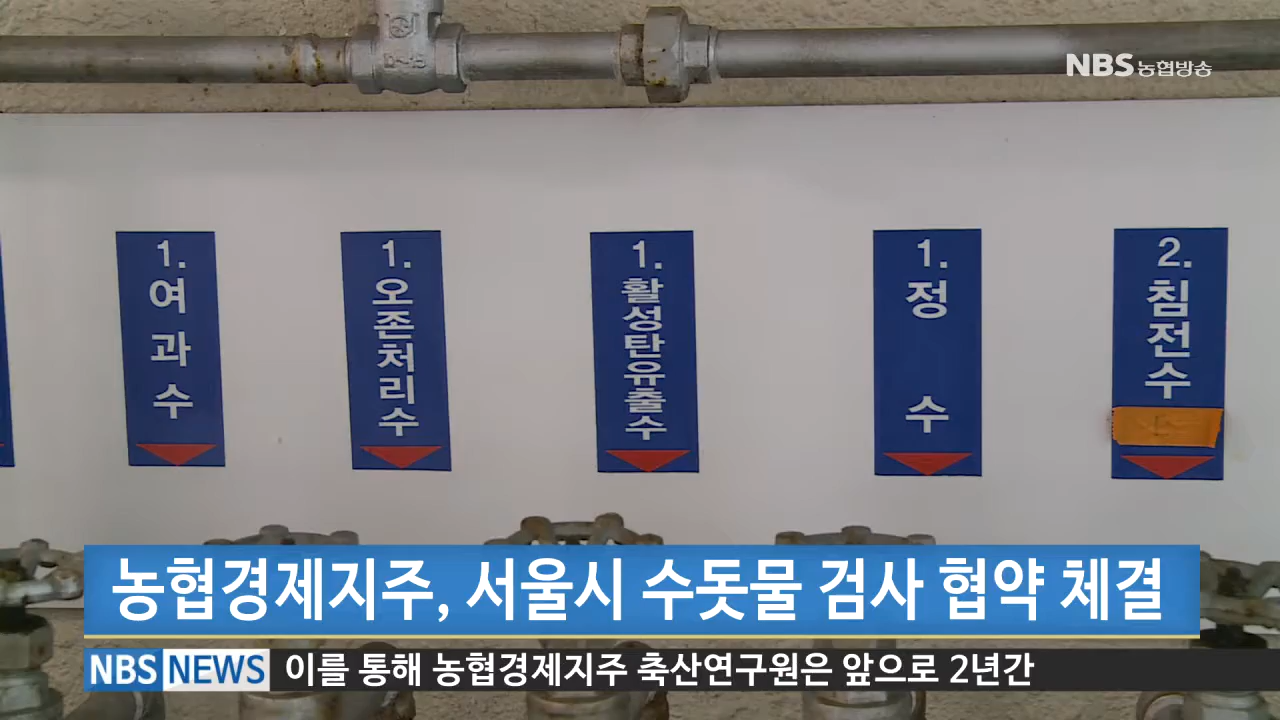 NBS 농협방송
1. 여과수
1. 오존처리수
1. 활성탄유출수
1. 정수
2. 침전수
농협경제지주, 서울시 수돗물 검사 협약 체결
NBS NEWS 이를 통해 농협경제지주 축산연구원은 앞으로 2년간